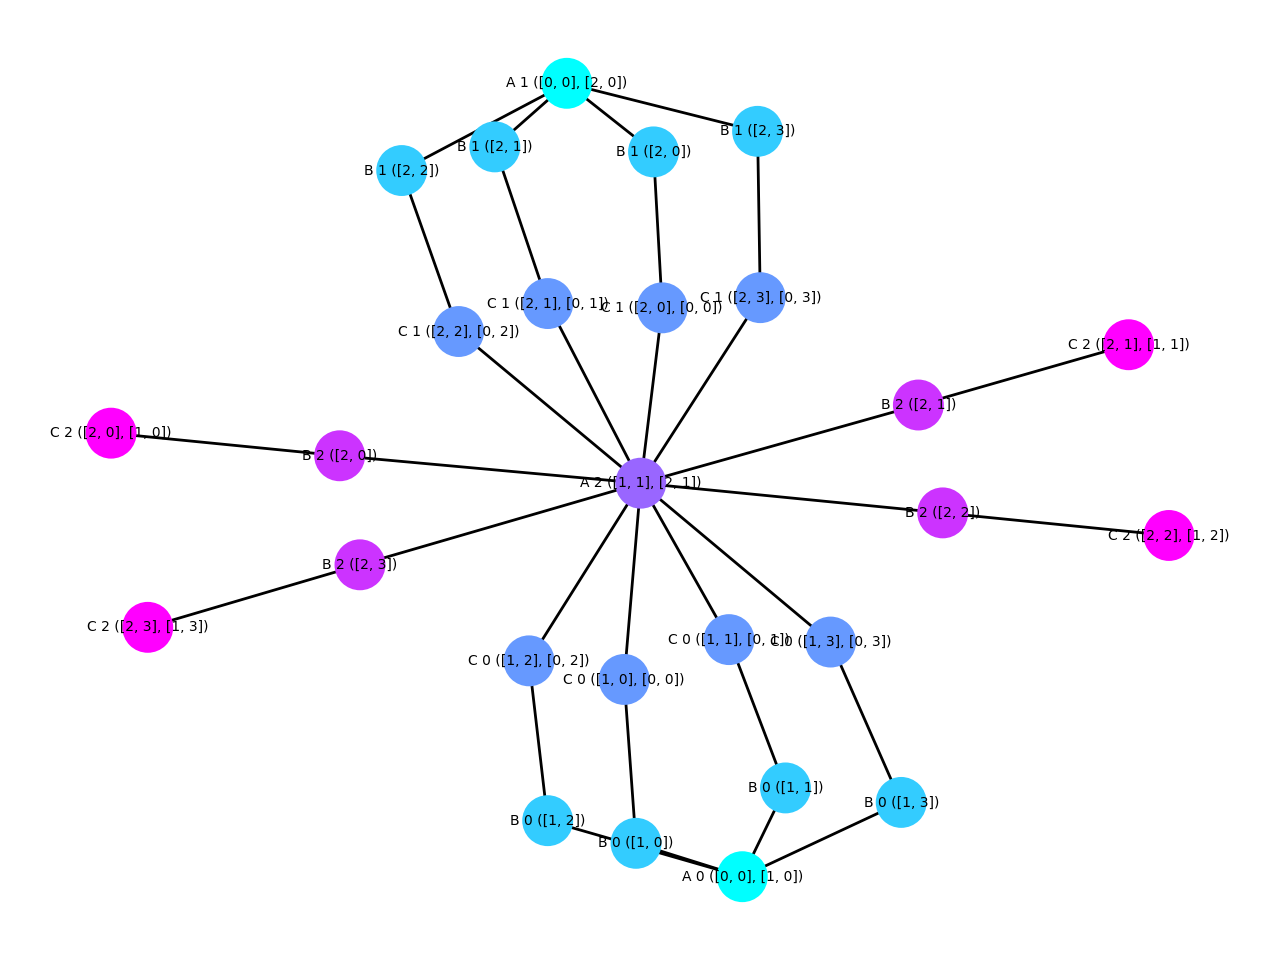 A 1 ([0, 0], [2, 0])
B 1 ([2, 3])
B 1 ([2, 1])
B 1 ([2, 0])
B 1 ([2, 2])
C 1 ([2, 3], [0, 3])
C 1 ([2, 1], [0, 1])
C 1 ([2, 0], [0, 0])
C 1 ([2, 2], [0, 2])
C 2 ([2, 1], [1, 1])
B 2 ([2, 1])
C 2 ([2, 0], [1, 0])
B 2 ([2, 0])
A 2 ([1, 1], [2, 1])
B 2 ([2, 2])
C 2 ([2, 2], [1, 2])
B 2 ([2, 3])
C 2 ([2, 3], [1, 3])
C 0 ([1, 1], [0, 1])
C 0 ([1, 3], [0, 3])
C 0 ([1, 2], [0, 2])
C 0 ([1, 0], [0, 0])
B 0 ([1, 1])
B 0 ([1, 3])
B 0 ([1, 2])
B 0 ([1, 0])
A 0 ([0, 0], [1, 0])